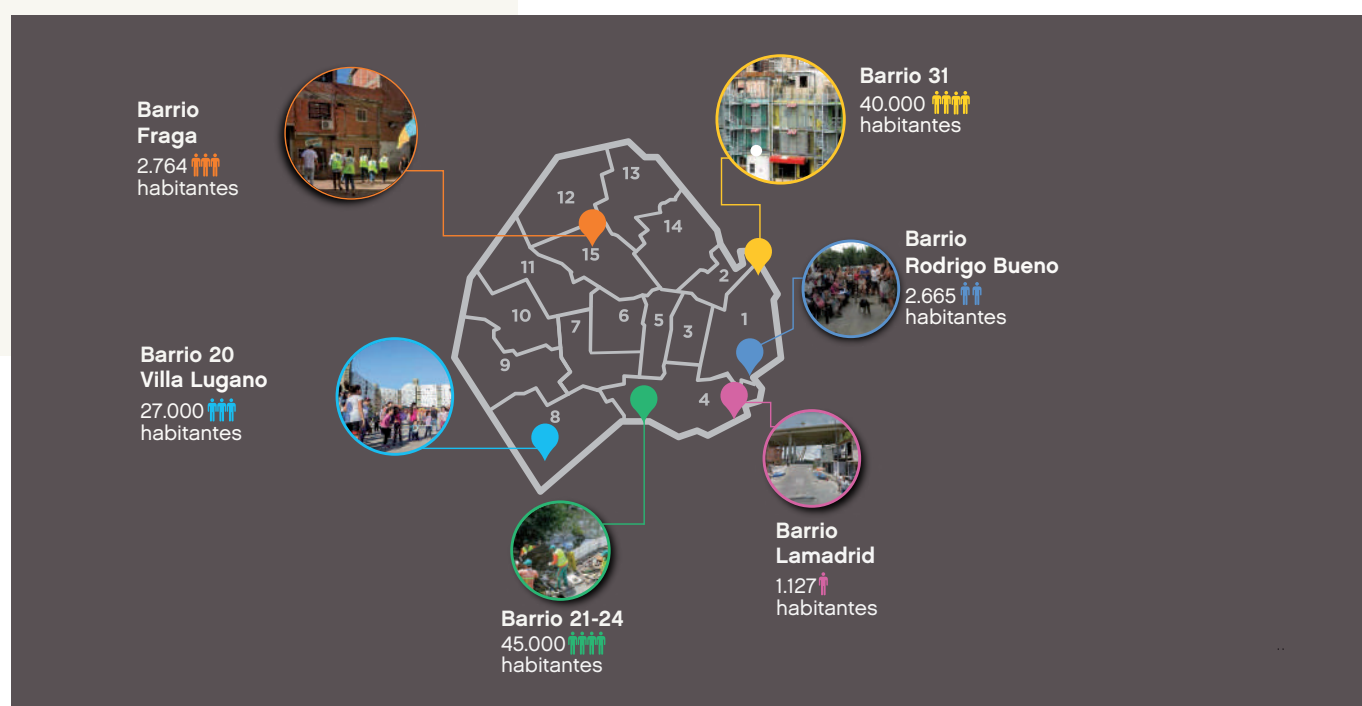 Barrio
Fraga
2.764
habitantes
Barrio 31
40.000
habitantes
Barrio
Rodrigo Bueno
2.665
habitantes
Barrio 20
Villa Lugano
27.000
habitantes
Barrio
Lamadrid
1.127
habitantes
Barrio 21-24
45.000
habitantes
13
12
14
15
11
2
10
7
6
5
3
1
9
4
8
..